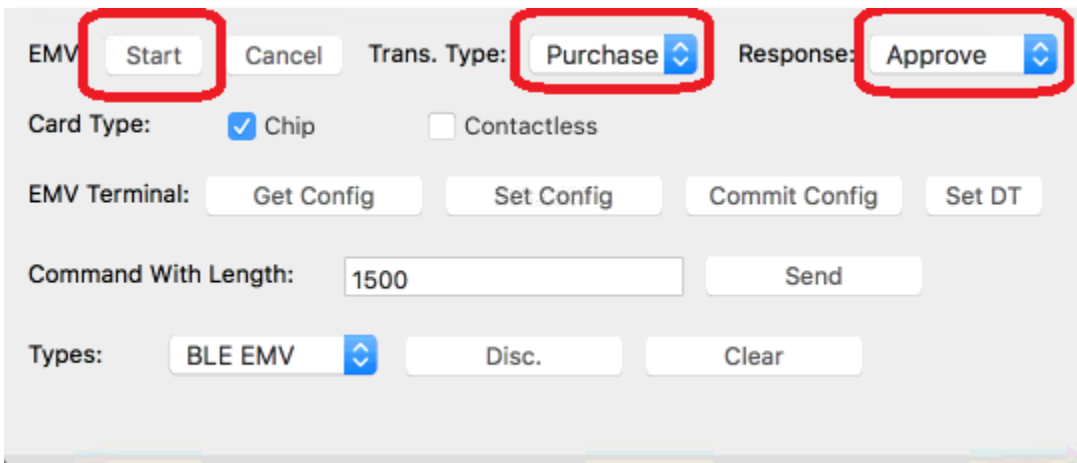 EMV Start Cancel Trans. Type: Purchase Response: Approve
Card Type: Chip Contactless
EMV Terminal: Get Config Set Config Commit Config Set DT
Command With Length: 1500 Send
Types: BLE EMV Disc. Clear